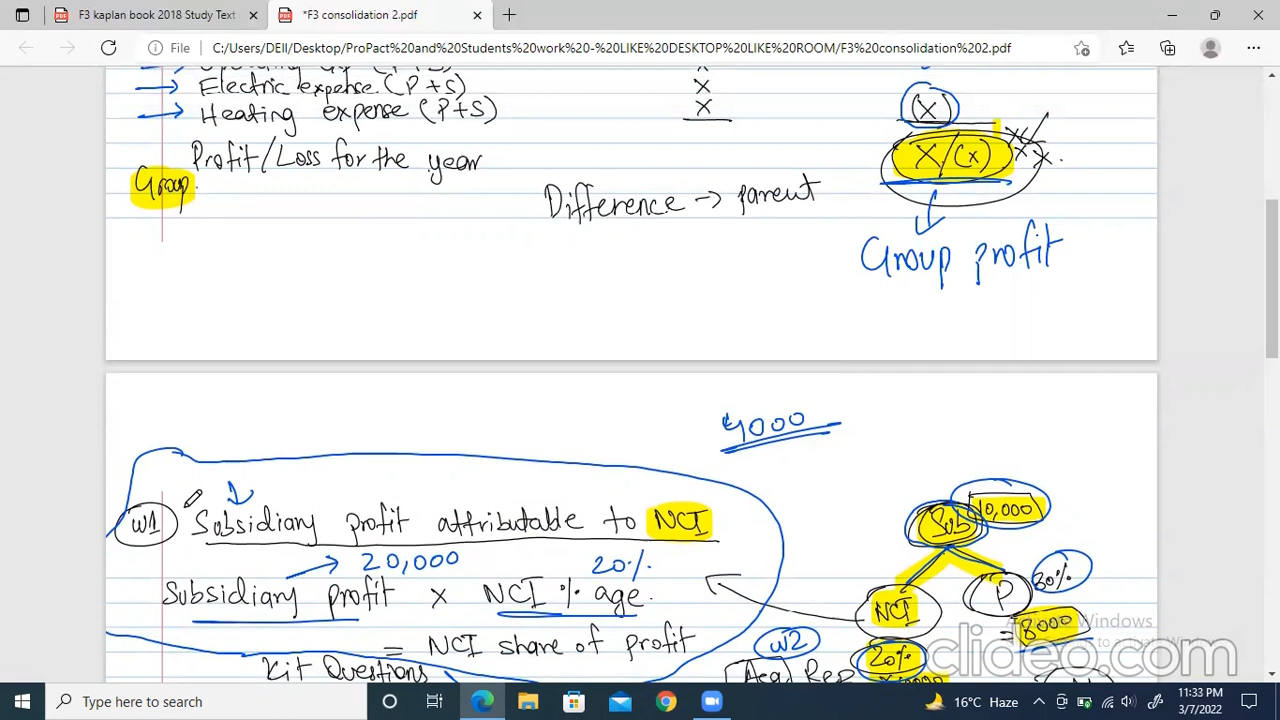 F3 kaplan book 2018 Study Text
*F3 consolidation 2.pdf
File
C:/Users/DEll/Desktop/ProPact%20and%20Students%20work%20-%20LIKE%20DESKTOP%20LIKE%20ROOM/F3%20consolidation%202.pdf
→ Electric expense (P+S) X
→ Heating expense (P+S) X
(X)
Profit/Loss for the year
X/(X)
Group
Difference → parent
Group profit
4000
w1 Subsidiary profit attributable to NCI
Sub 10,000
20,000 20%
Subsidiary profit × NCI % age.
NCI P
= 8000
= NCI share of profit
w2
20%
Kit Questions
clideo.com
Type here to search
16°C Haze
11:33 PM
3/7/2022